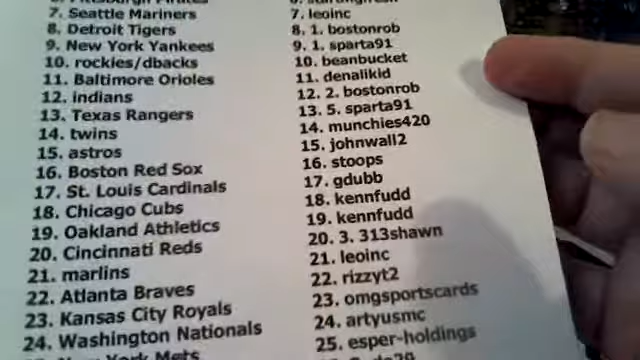 Pittsburgh Pirates
7. Seattle Mariners
8. Detroit Tigers
9. New York Yankees
10. rockies/dbacks
11. Baltimore Orioles
12. indians
13. Texas Rangers
14. twins
15. astros
16. Boston Red Sox
17. St. Louis Cardinals
18. Chicago Cubs
19. Oakland Athletics
20. Cincinnati Reds
21. marlins
22. Atlanta Braves
23. Kansas City Royals
24. Washington Nationals
New York Mets
7. leoinc
8. 1. bostonrob
9. 1. sparta91
10. beanbucket
11. denalikid
12. 2. bostonrob
13. 5. sparta91
14. munchies420
15. johnwall2
16. stoops
17. gdubb
18. kennfudd
19. kennfudd
20. 3. 313shawn
21. leoinc
22. rizzyt2
23. omgsportscards
24. artyusmc
25. esper-holdings